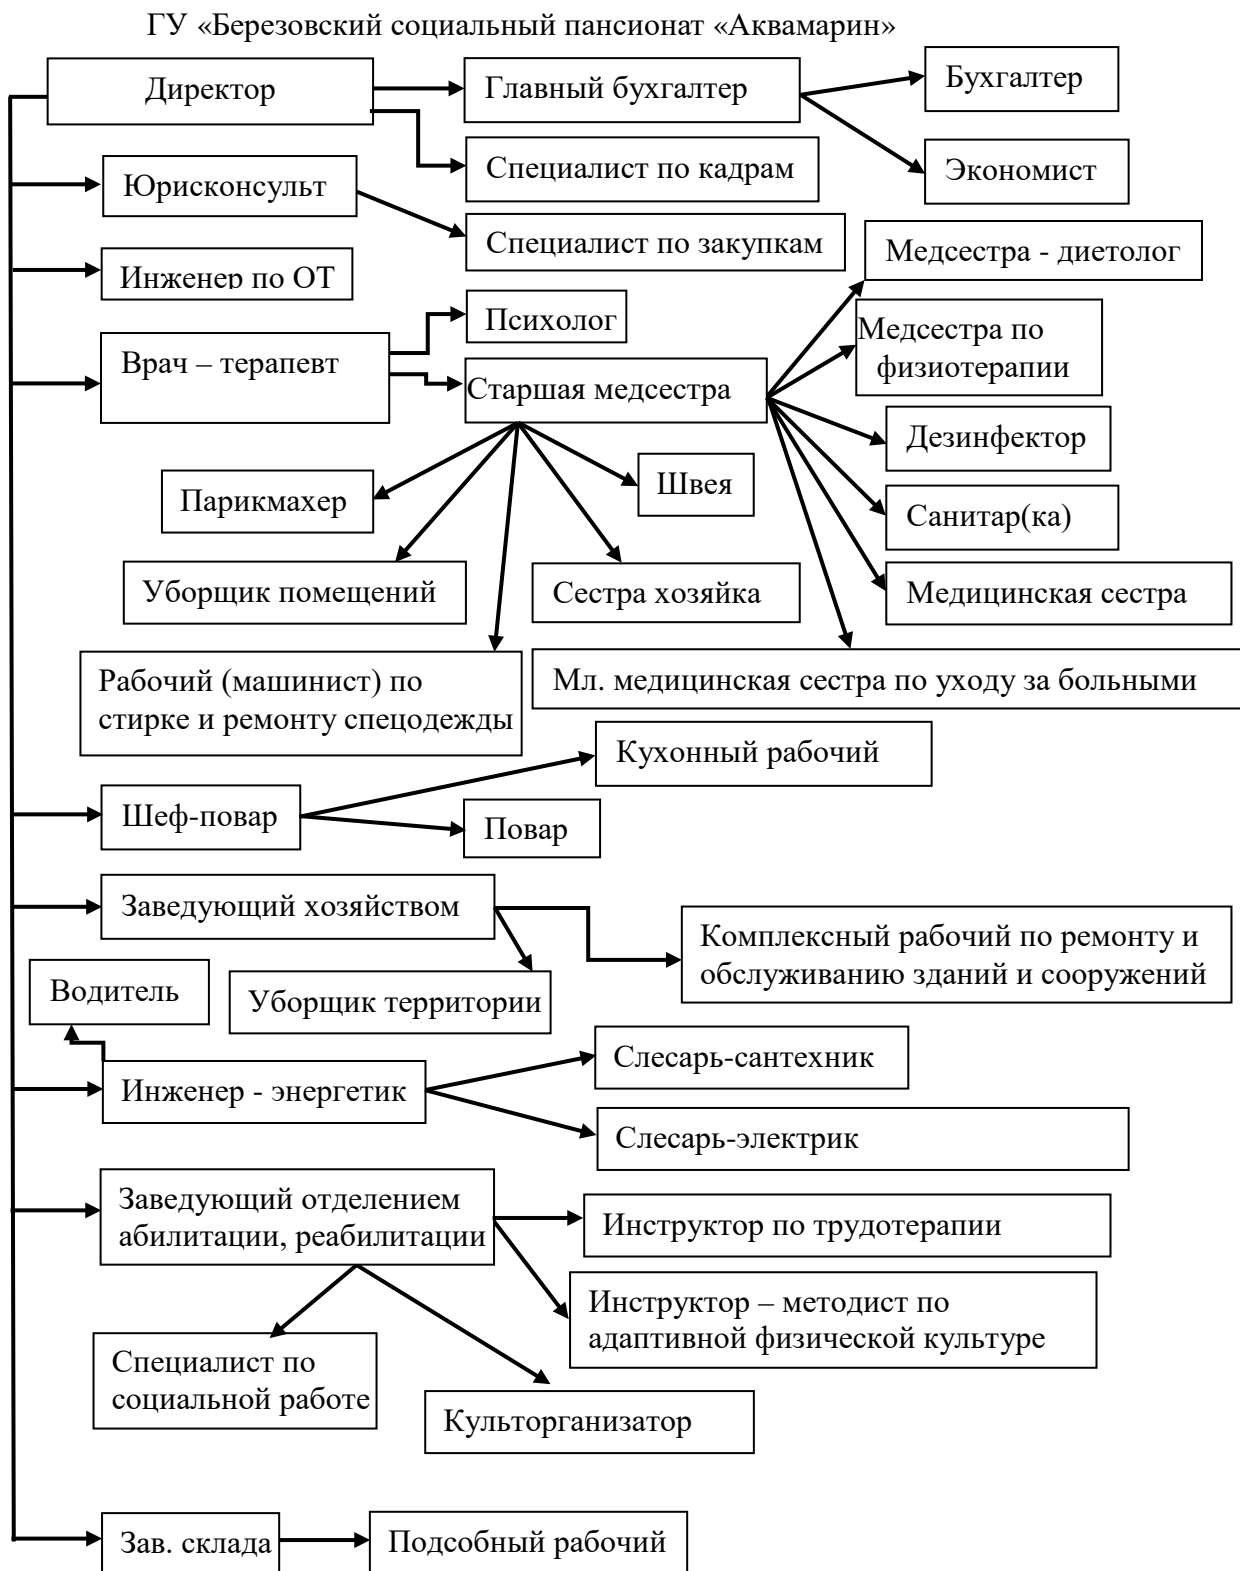 ГУ «Березовский социальный пансионат «Аквамарин»
Директор
Главный бухгалтер
Бухгалтер
Экономист
Специалист по кадрам
Юрисконсульт
Специалист по закупкам
Инженер по ОТ
Врач – терапевт
Психолог
Старшая медсестра
Медсестра - диетолог
Медсестра по
физиотерапии
Дезинфектор
Санитар(ка)
Медицинская сестра
Мл. медицинская сестра по уходу за больными
Парикмахер
Швея
Уборщик помещений
Сестра хозяйка
Рабочий (машинист) по
стирке и ремонту спецодежды
Шеф-повар
Кухонный рабочий
Повар
Заведующий хозяйством
Комплексный рабочий по ремонту и
обслуживанию зданий и сооружений
Уборщик территории
Водитель
Инженер - энергетик
Слесарь-сантехник
Слесарь-электрик
Заведующий отделением
абилитации, реабилитации
Инструктор по трудотерапии
Инструктор – методист по
адаптивной физической культуре
Специалист по
социальной работе
Культорганизатор
Зав. склада
Подсобный рабочий